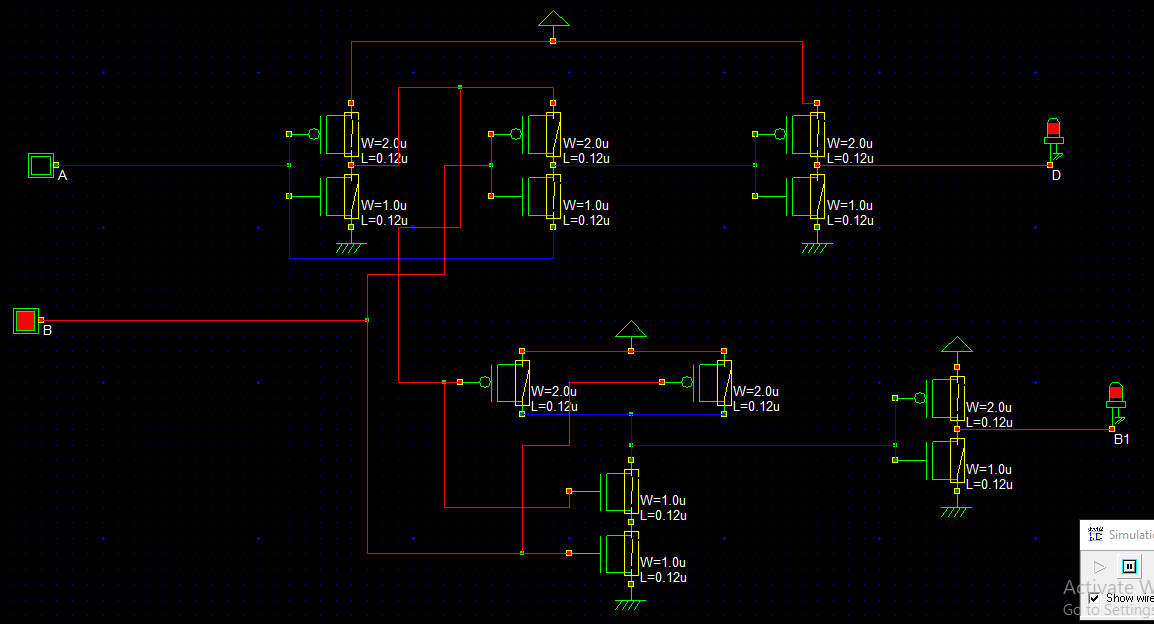 W=2.0u
L=0.12u
W=2.0u
L=0.12u
W=2.0u
L=0.12u
A
D
W=1.0u
L=0.12u
W=1.0u
L=0.12u
W=1.0u
L=0.12u
B
W=2.0u
L=0.12u
W=2.0u
L=0.12u
W=2.0u
L=0.12u
B1
W=1.0u
L=0.12u
W=1.0u
L=0.12u
W=1.0u
L=0.12u
Simulati
Activate W
Show wire
Go to Settings